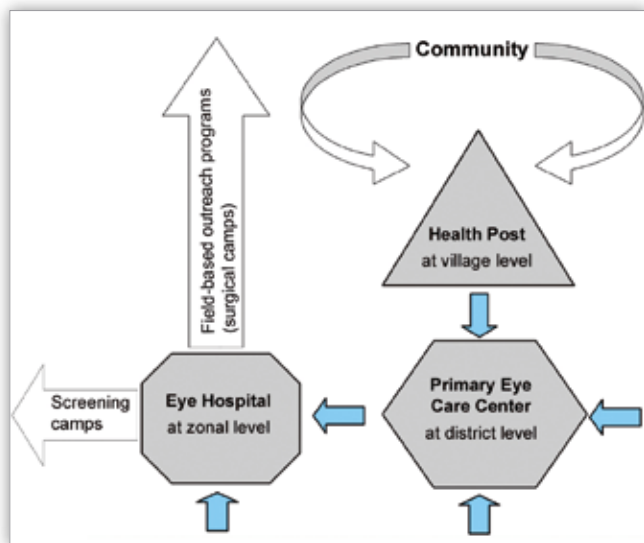 Community
Field-based outreach programs
(surgical camps)
Health Post
at village level
Screening
camps
Eye Hospital
at zonal level
Primary Eye
Care Center
at district level